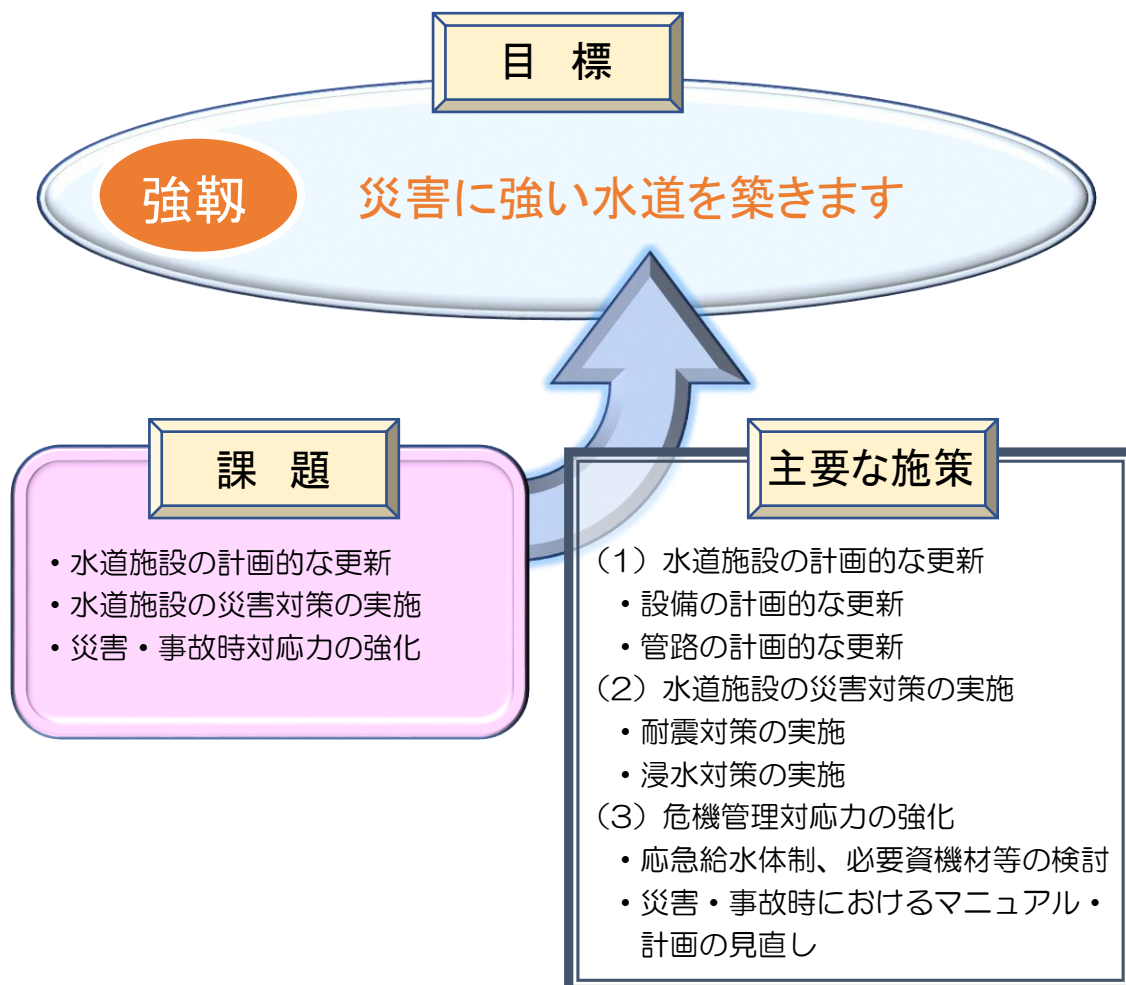 目 標
強靭 災害に強い水道を築きます
課 題
・水道施設の計画的な更新
・水道施設の災害対策の実施
・災害・事故時対応力の強化
主要な施策
（1）水道施設の計画的な更新
・設備の計画的な更新
・管路の計画的な更新
（2）水道施設の災害対策の実施
・耐震対策の実施
・浸水対策の実施
（3）危機管理対応力の強化
・応急給水体制、必要資機材等の検討
・災害・事故時におけるマニュアル・
計画の見直し